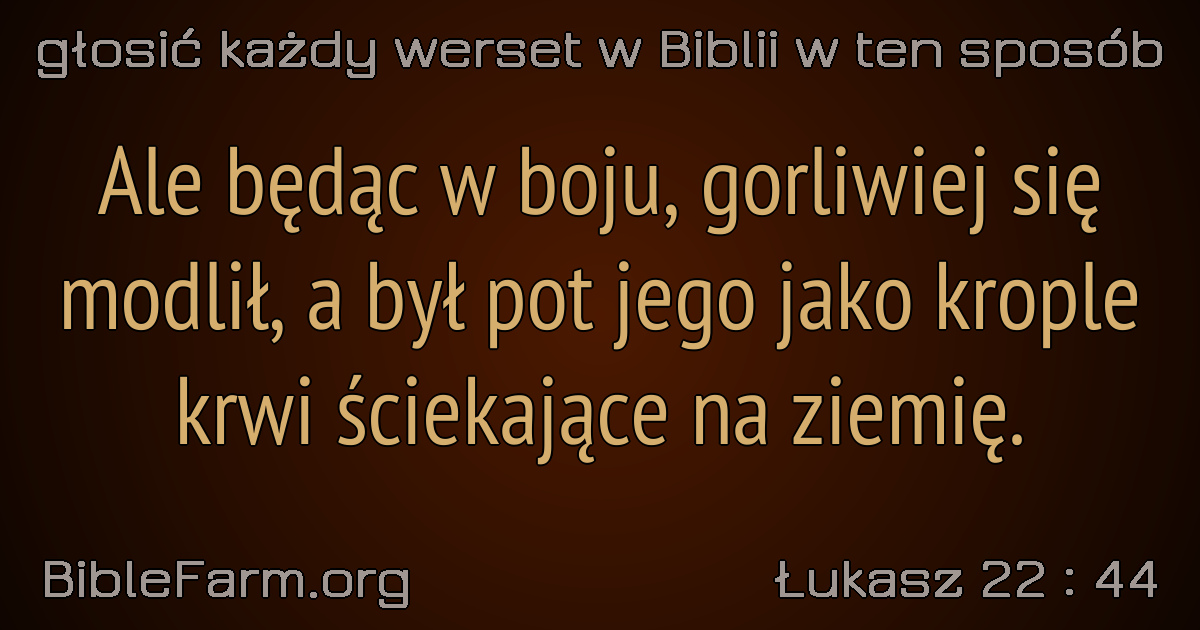 głosić każdy werset w Biblii w ten sposób
Ale będąc w boju, gorliwiej się
modlił, a był pot jego jako krople
krwi ściekające na ziemię.
BibleFarm.org
Łukasz 22 : 44